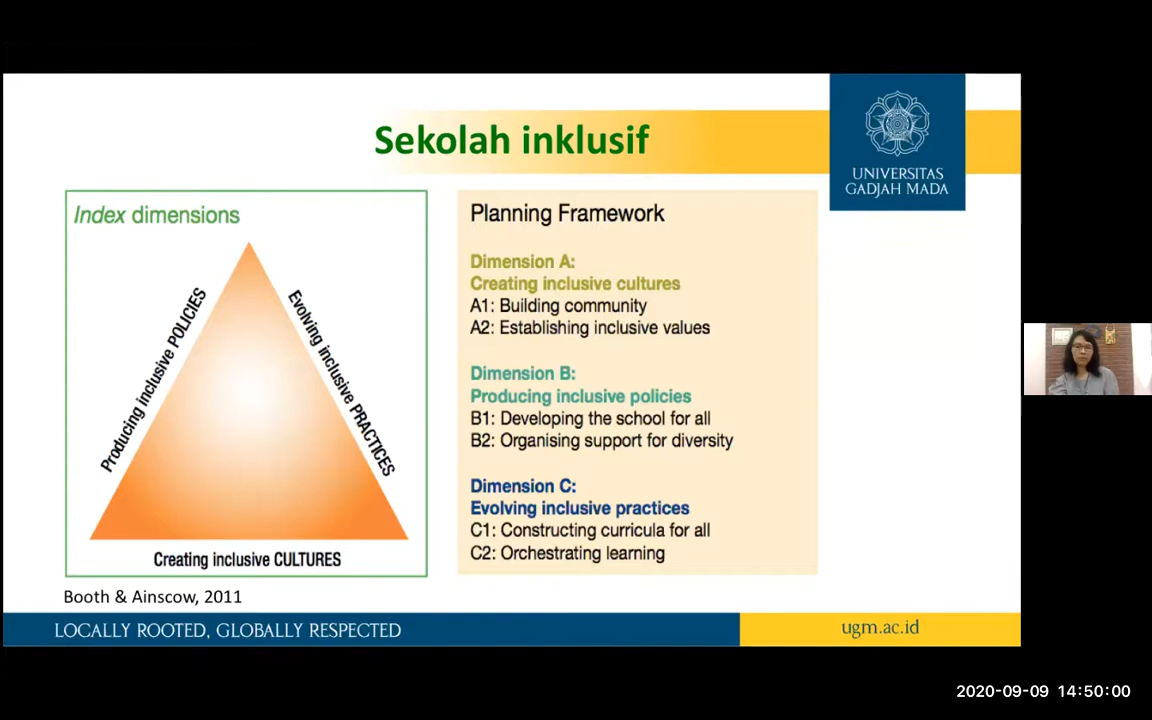 Sekolah inklusif
UNIVERSITAS
GADJAH MADA
Index dimensions
Producing inclusive POLICIES
Evolving inclusive PRACTICES
Creating inclusive CULTURES
Planning Framework
Dimension A:
Creating inclusive cultures
A1: Building community
A2: Establishing inclusive values
Dimension B:
Producing inclusive policies
B1: Developing the school for all
B2: Organising support for diversity
Dimension C:
Evolving inclusive practices
C1: Constructing curricula for all
C2: Orchestrating learning
Booth & Ainscow, 2011
LOCALLY ROOTED, GLOBALLY RESPECTED
ugm.ac.id
2020-09-09 14:50:00